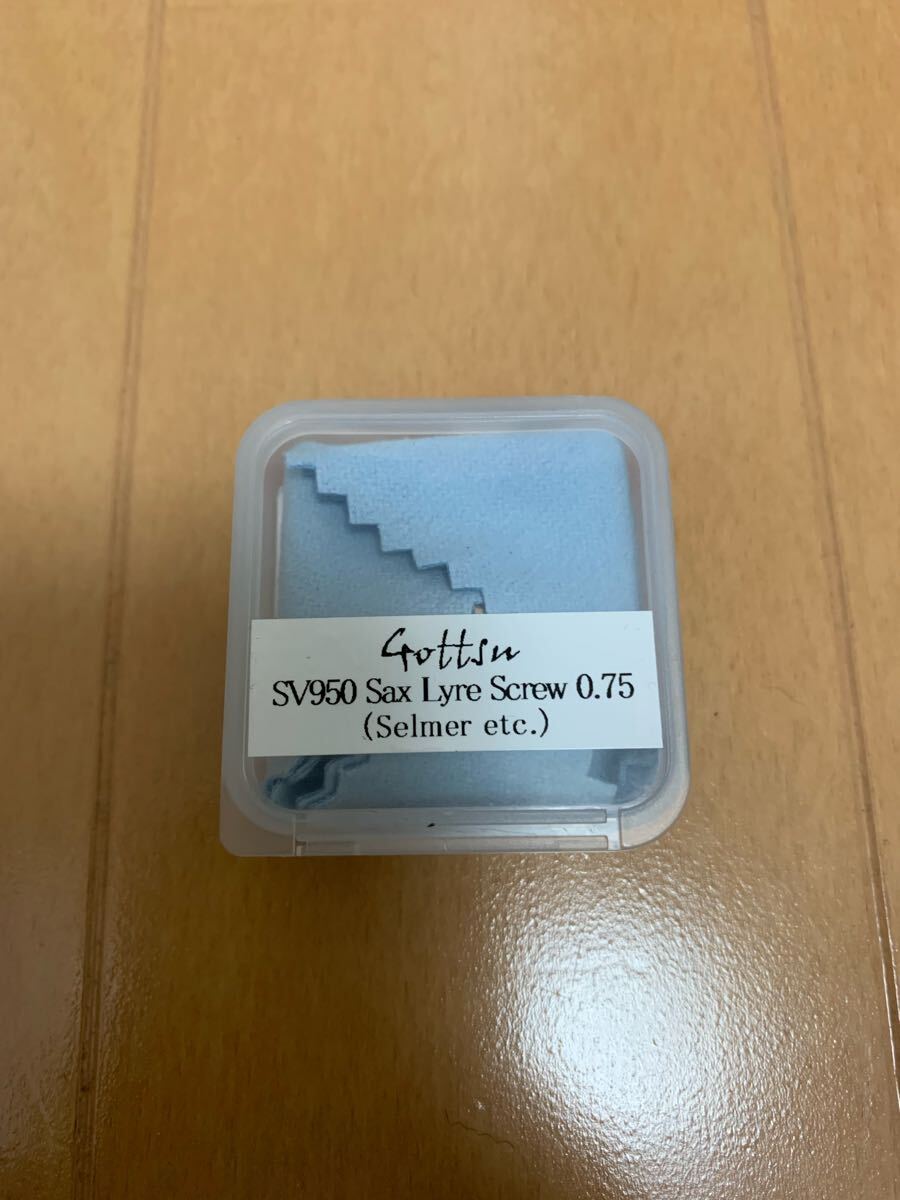 Gottsu
SV950 Sax Lyre Screw 0.75
(Selmer etc.)